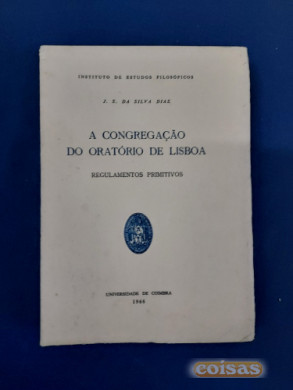 INSTITUTO DE ESTUDOS FILOSÓFICOS
J. S. DA SILVA DIAS
A CONGREGAÇÃO
DO ORATÓRIO DE LISBOA
REGULAMENTOS PRIMITIVOS
UNIVERSIDADE DE COIMBRA
1966
coisas